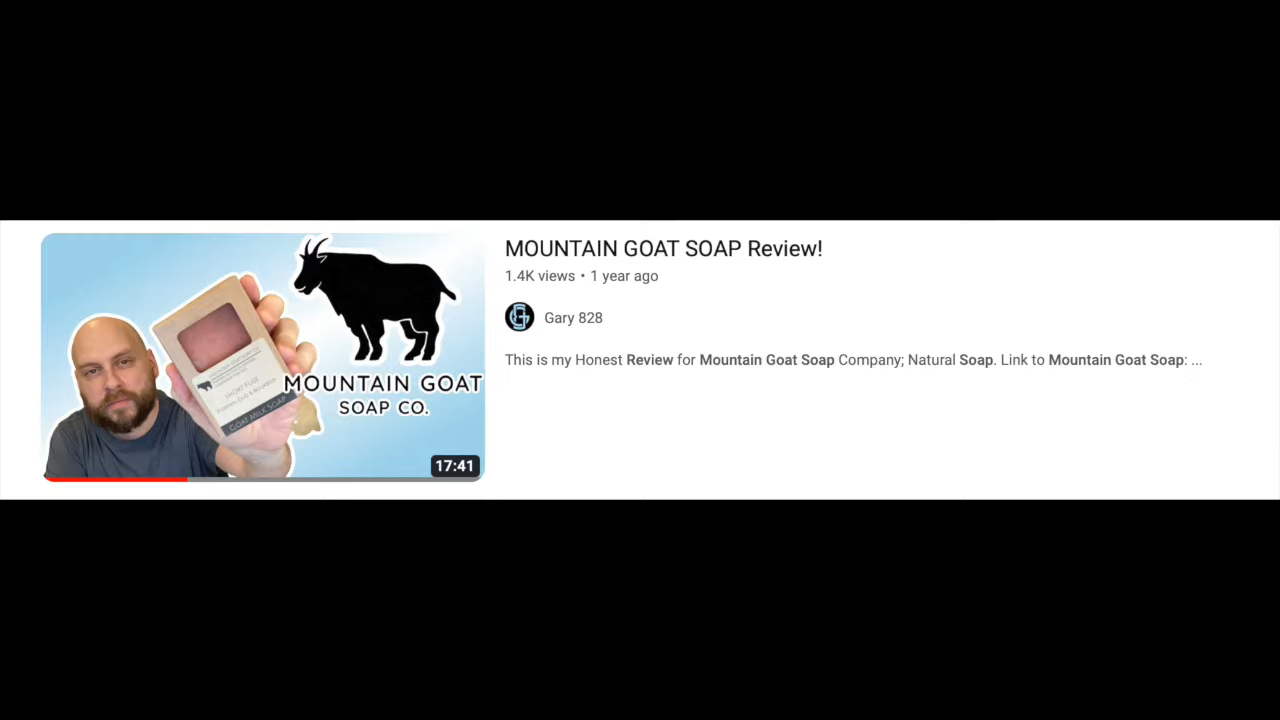 MOUNTAIN GOAT SOAP Review!
1.4K views • 1 year ago
Gary 828
This is my Honest Review for Mountain Goat Soap Company; Natural Soap. Link to Mountain Goat Soap: ...
MOUNTAIN GOAT
SOAP CO.
SHORT FUSE
GOAT MILK SOAP
17:41